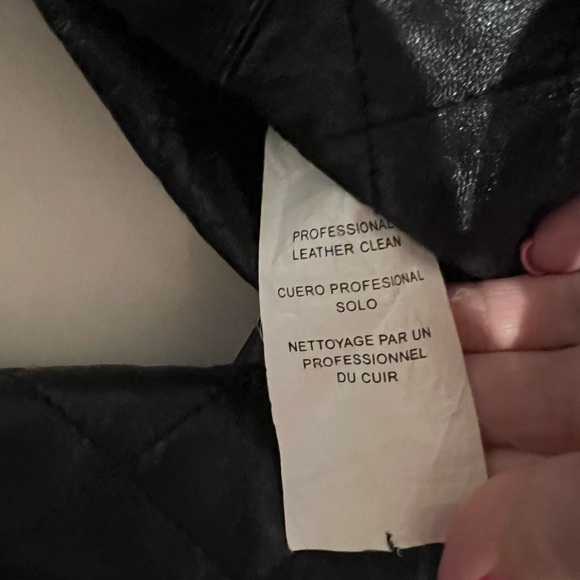 PROFESSIONAL
LEATHER CLEAN
CUERO PROFESIONAL
SOLO
NETTOYAGE PAR UN
PROFESSIONNEL
DU CUIR